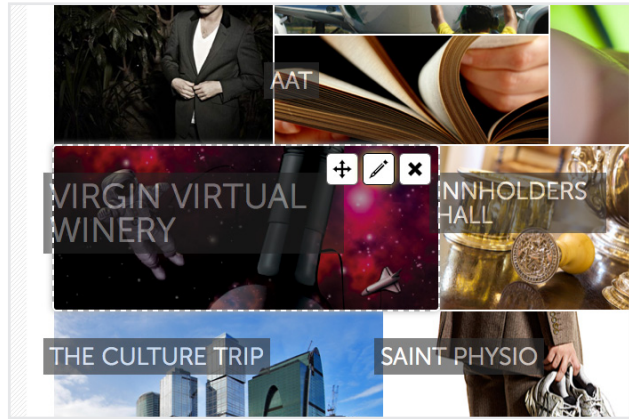 AAT
VIRGIN VIRTUAL
WINERY
NNHOLDERS
HALL
THE CULTURE TRIP
SAINT PHYSIO